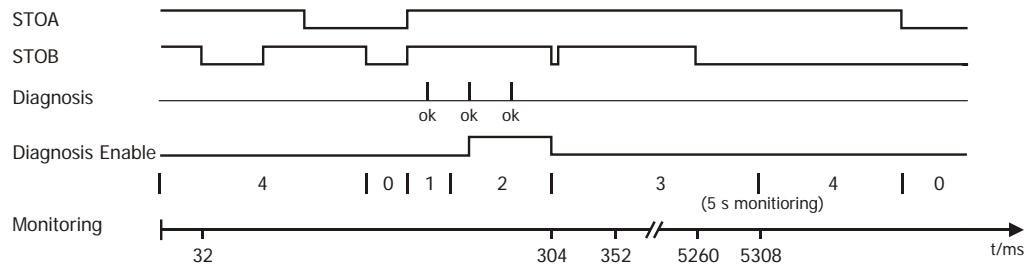 STOA
STOB
Diagnosis
ok ok ok
Diagnosis Enable
4 0 1 2 3 4 0
(5 s monitioring)
Monitoring
32 304 352 5260 5308 t/ms